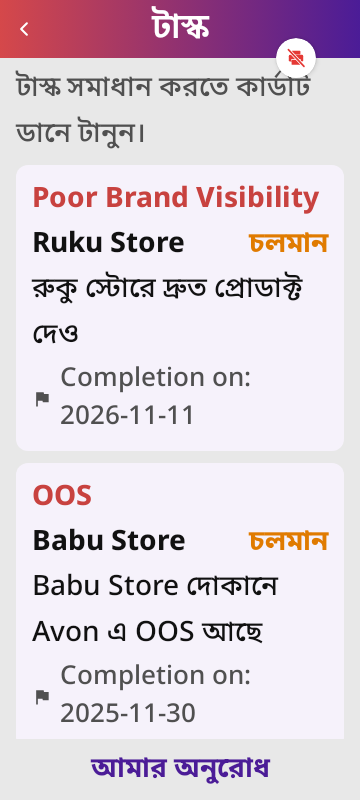 টাস্ক
টাস্ক সমাধান করতে কার্ডটি
ডানে টানুন।
Poor Brand Visibility
Ruku Store চলমান
রুকু স্টোরে দ্রুত প্রোডাক্ট
দেও
Completion on:
2026-11-11
OOS
Babu Store চলমান
Babu Store দোকানে
Avon এ OOS আছে
Completion on:
2025-11-30
আমার অনুরোধ